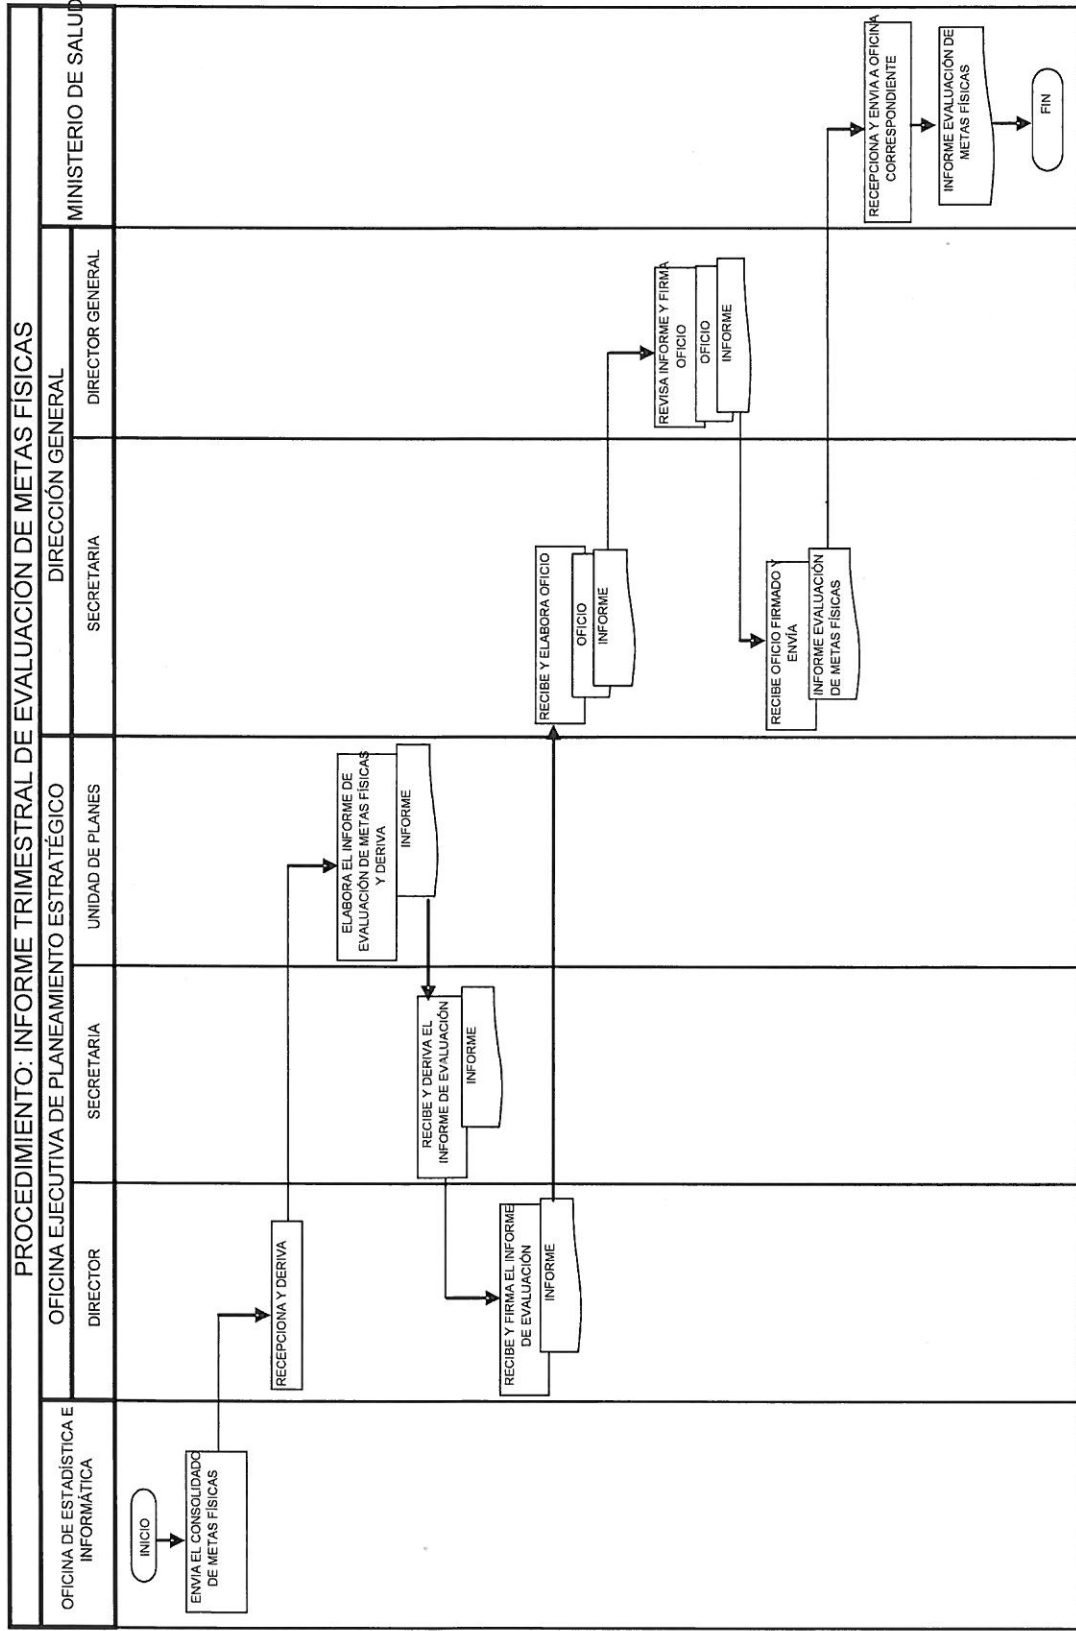 PROCEDIMIENTO: INFORME TRIMESTRAL DE EVALUACIÓN DE METAS FÍSICAS
OFICINA DE ESTADÍSTICA E
INFORMÁTICA
OFICINA EJECUTIVA DE PLANEAMIENTO ESTRATÉGICO
DIRECCIÓN GENERAL
MINISTERIO DE SALUD
DIRECTOR
SECRETARIA
UNIDAD DE PLANES
SECRETARIA
DIRECTOR GENERAL
INICIO
ENVIA EL CONSOLIDADO
DE METAS FÍSICAS
RECEPCIONA Y DERIVA
ELABORA EL INFORME DE
EVALUACIÓN DE METAS FÍSICAS
Y DERIVA
INFORME
RECIBE Y DERIVA EL
INFORME DE EVALUACIÓN
INFORME
RECIBE Y FIRMA EL INFORME
DE EVALUACIÓN
INFORME
RECIBE Y ELABORA OFICIO
OFICIO
INFORME
REVISA INFORME Y FIRMA
OFICIO
OFICIO
INFORME
RECIBE OFICIO FIRMADO Y
ENVÍA
INFORME EVALUACIÓN
DE METAS FÍSICAS
RECEPCIONA Y ENVIA A OFICINA
CORRESPONDIENTE
INFORME EVALUACIÓN DE
METAS FÍSICAS
FIN